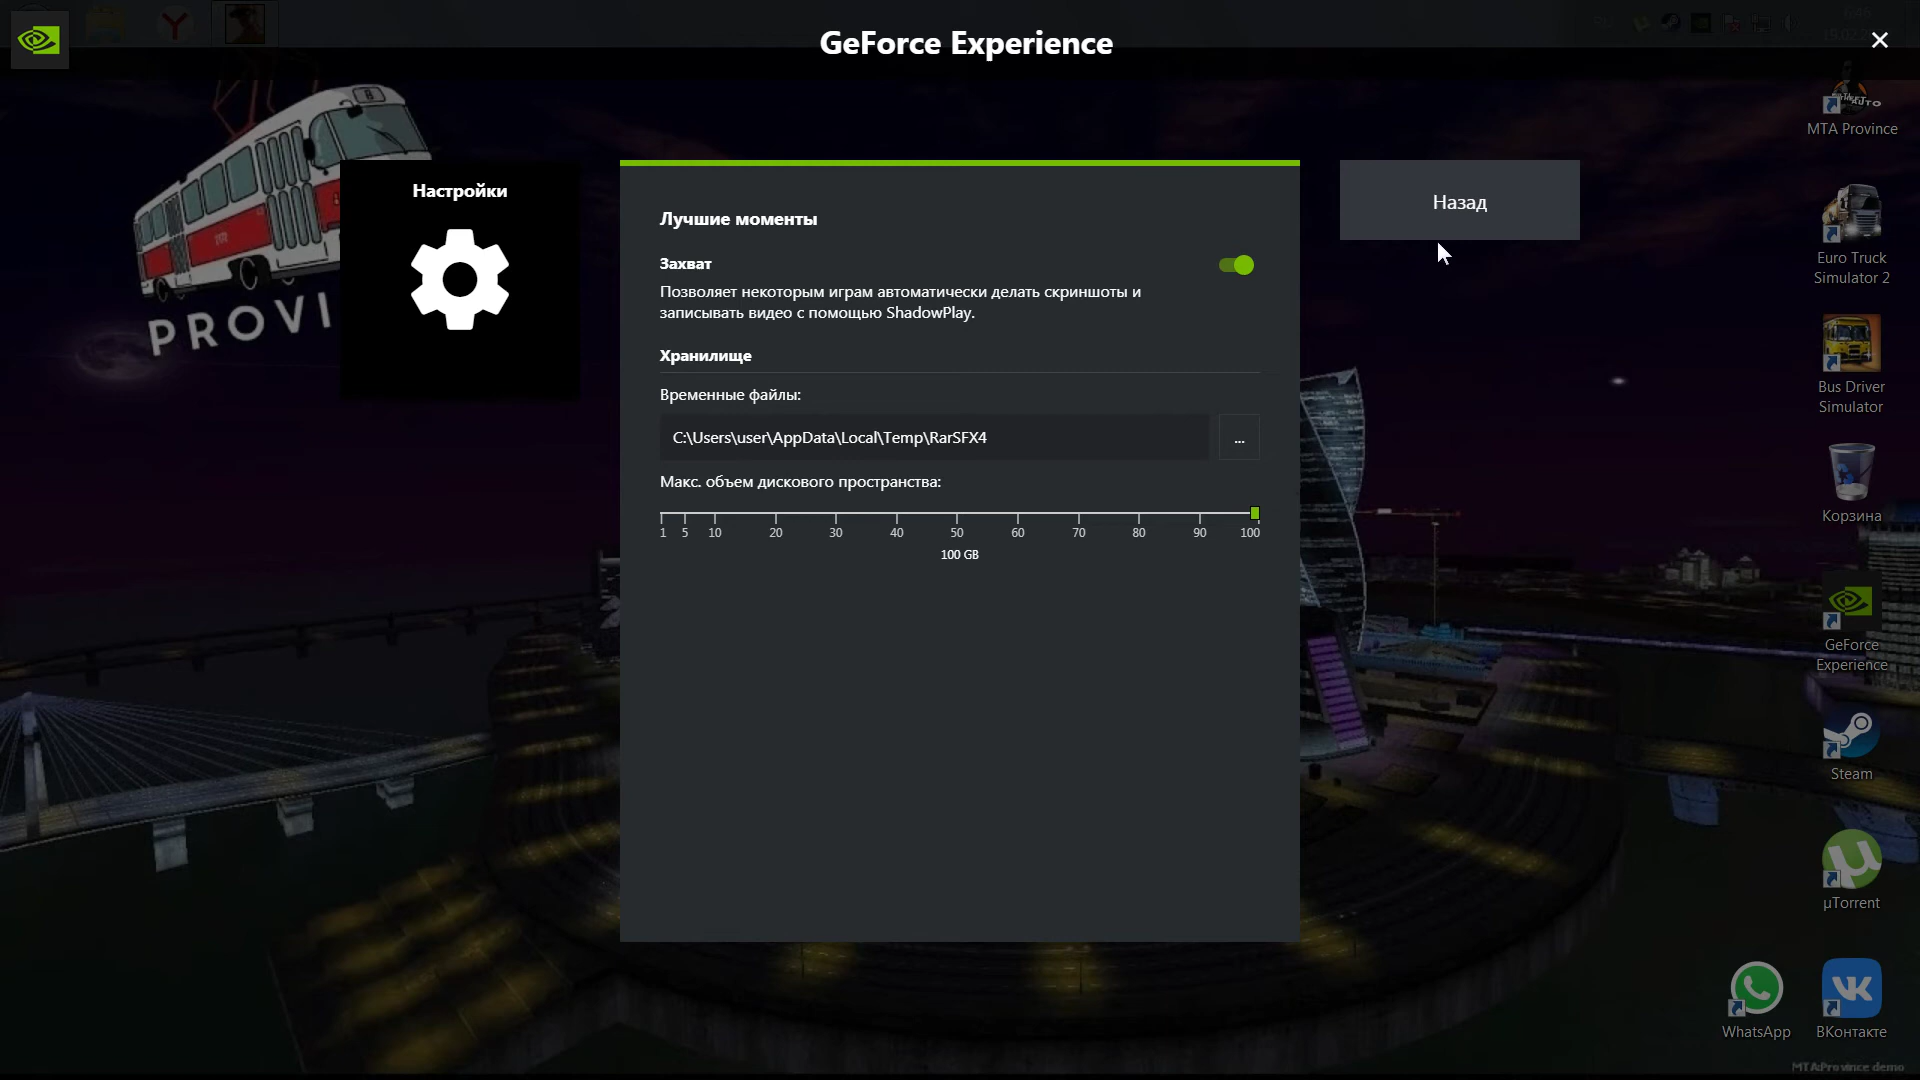 GeForce Experience
MTA Province
Настройки
Назад
Лучшие моменты
Захват
Позволяет некоторым играм автоматически делать скриншоты и
записывать видео с помощью ShadowPlay.
PROVI
Euro Truck
Simulator 2
Хранилище
Временные файлы:
C:\Users\user\AppData\Local\Temp\RarSFX4
...
Bus Driver
Simulator
Макс. объем дискового пространства:
1 5 10 20 30 40 50 60 70 80 90 100
100 GB
Корзина
GeForce
Experience
Steam
µTorrent
WhatsApp
ВКонтакте
MTA:Province demo